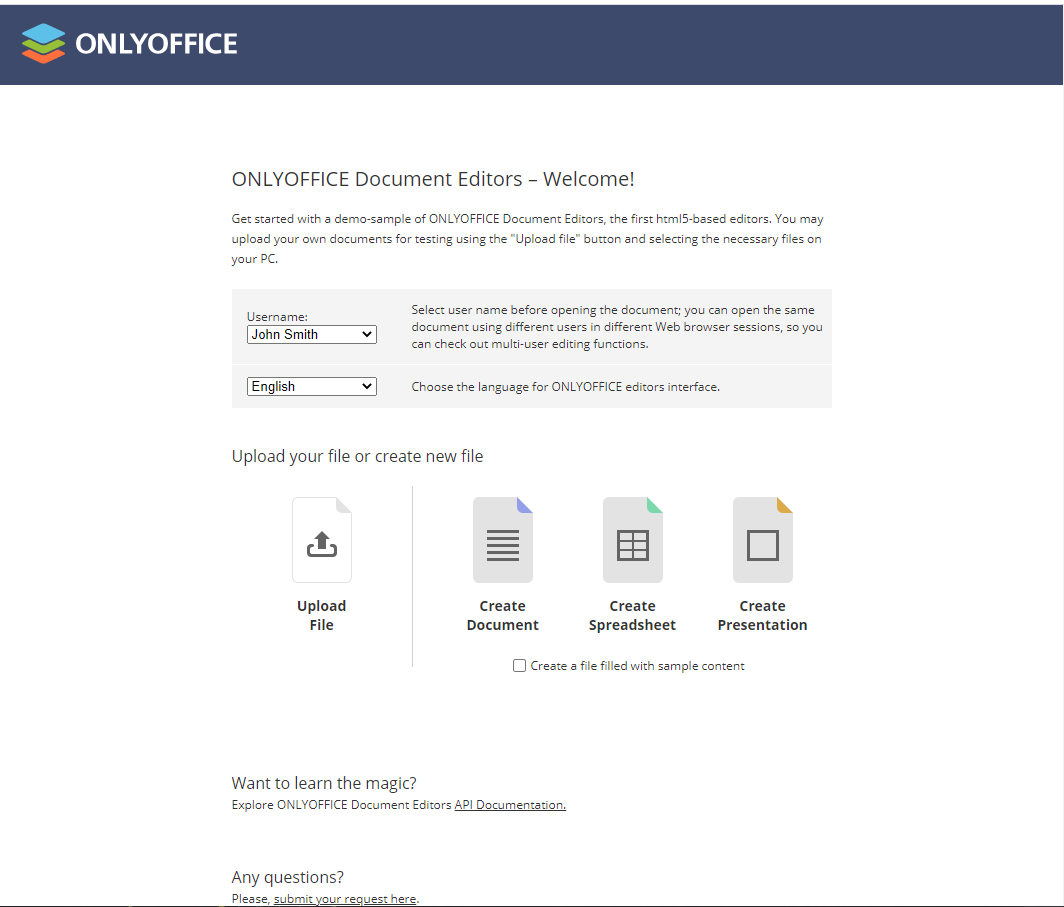 ONLYOFFICE
ONLYOFFICE Document Editors – Welcome!
Get started with a demo-sample of ONLYOFFICE Document Editors, the first html5-based editors. You may
upload your own documents for testing using the "Upload file" button and selecting the necessary files on
your PC.
Username:
John Smith
Select user name before opening the document; you can open the same
document using different users in different Web browser sessions, so you
can check out multi-user editing functions.
English
Choose the language for ONLYOFFICE editors interface.
Upload your file or create new file
Upload
File
Create
Document
Create
Spreadsheet
Create
Presentation
Create a file filled with sample content
Want to learn the magic?
Explore ONLYOFFICE Document Editors API Documentation.
Any questions?
Please, submit your request here.